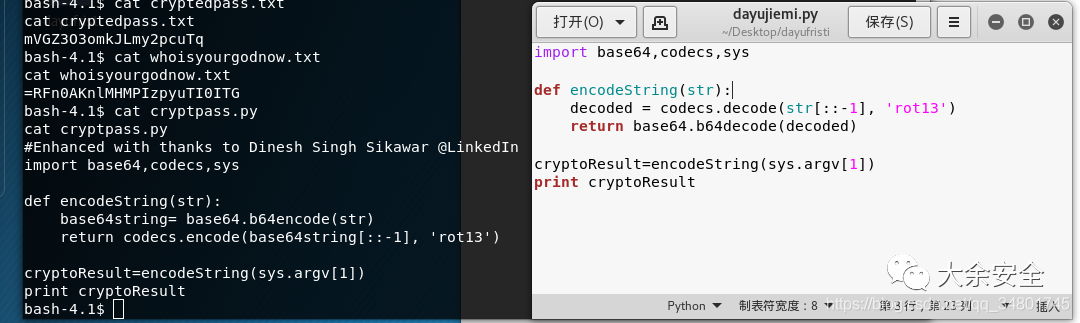 bash-4.1$ cat cryptedpass.txt
cat cryptedpass.txt
mVGZ3O3omkJLmy2pcuTq
bash-4.1$ cat whoisyourgodnow.txt
cat whoisyourgodnow.txt
=RFn0AKnlMHMPIzpyuTI0ITG
bash-4.1$ cat cryptpass.py
cat cryptpass.py
#Enhanced with thanks to Dinesh Singh Sikawar @LinkedIn
import base64,codecs,sys
def encodeString(str):
    base64string= base64.b64encode(str)
    return codecs.encode(base64string[::-1], 'rot13')
cryptoResult=encodeString(sys.argv[1])
print cryptoResult
bash-4.1$
打开(O)
dayujiemi.py
~/Desktop/dayufristi
保存(S)
import base64,codecs,sys
def encodeString(str):
    decoded = codecs.decode(str[::-1], 'rot13')
    return base64.b64decode(decoded)
cryptoResult=encodeString(sys.argv[1])
print cryptoResult
大余安全
Python 制表符宽度：8 第 3 行，第 23 列 插入